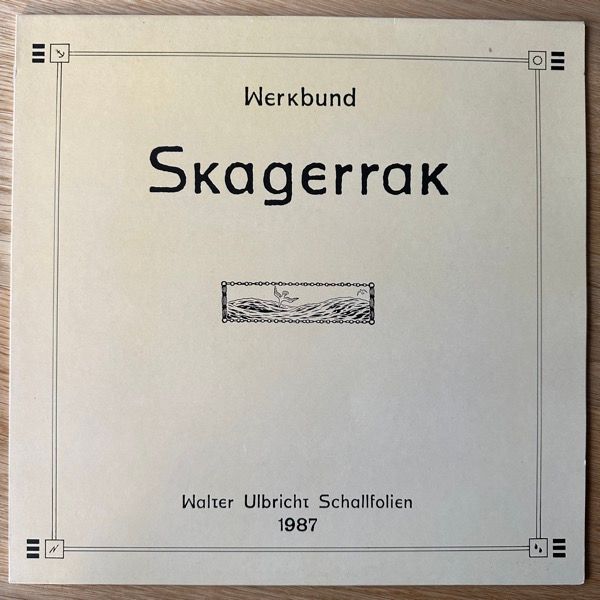 Werkbund
Skagerrak
Walter Ulbricht Schallfolien
1987